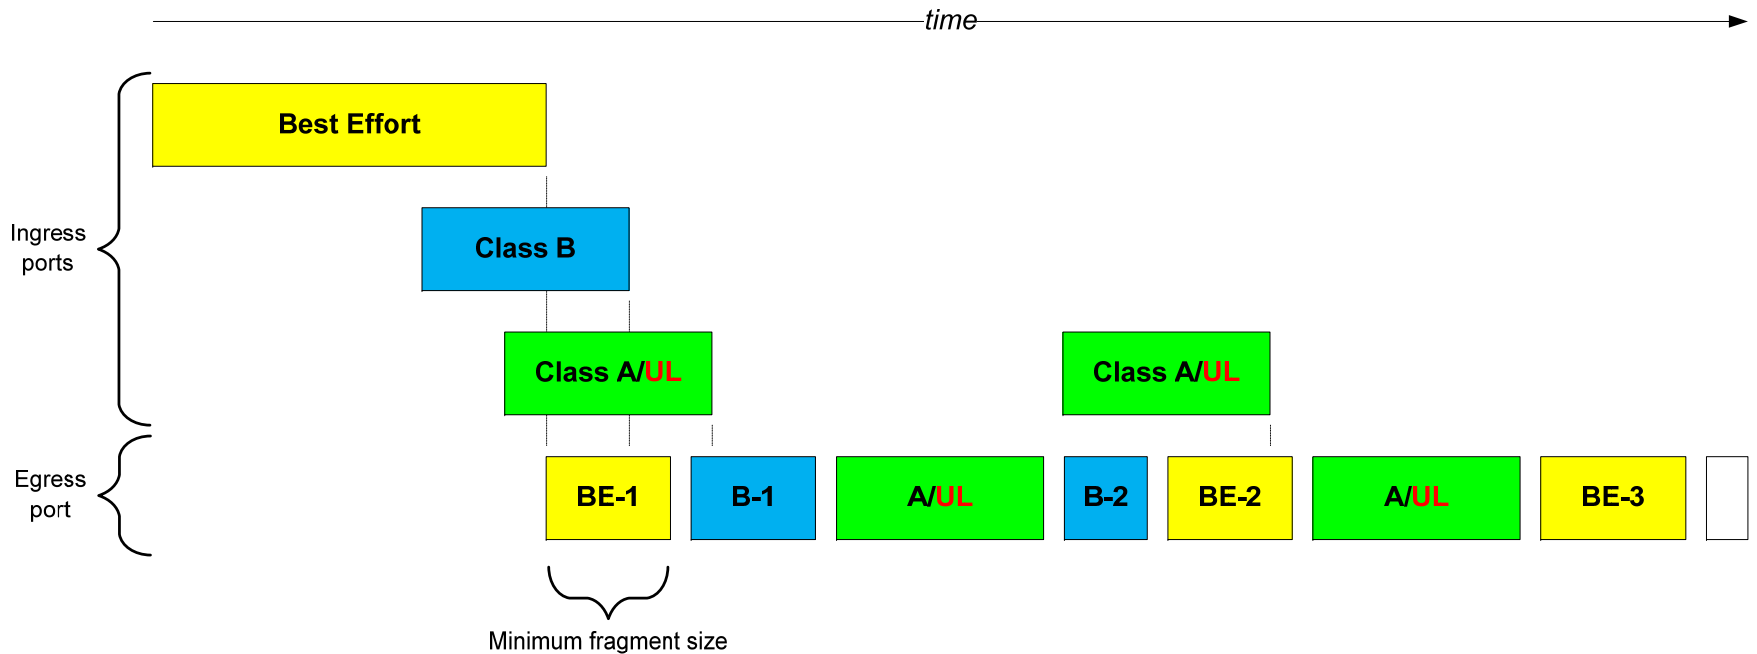 time
Best Effort
Ingress
ports
Class B
Class A/UL
Class A/UL
Egress
port
BE-1
B-1
A/UL
B-2
BE-2
A/UL
BE-3
Minimum fragment size